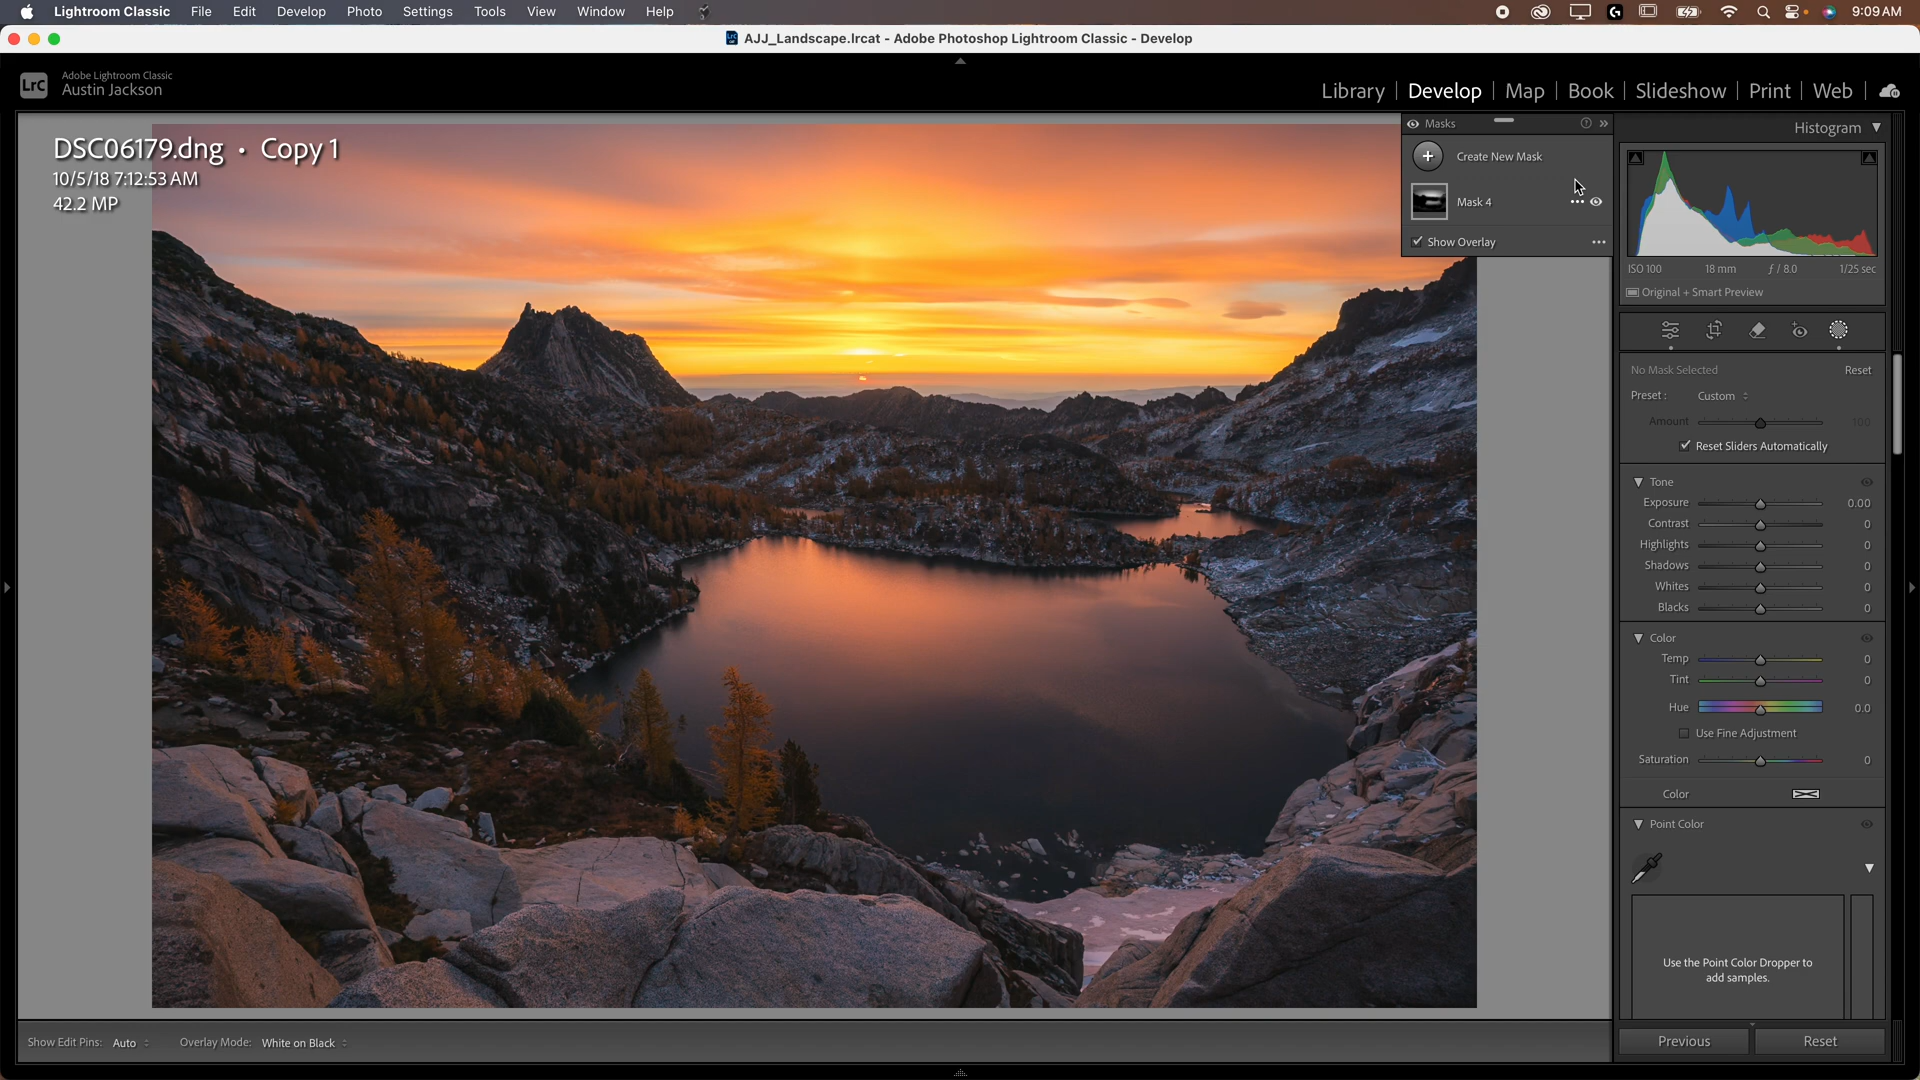 Lightroom Classic File Edit Develop Photo Settings Tools View Window Help 9:09 AM
AJJ_Landscape.lrcat - Adobe Photoshop Lightroom Classic - Develop
LrC
Adobe Lightroom Classic
Austin Jackson
Library | Develop | Map | Book | Slideshow | Print | Web
DSC06179.dng • Copy 1
10/5/18 7:12:53 AM
42.2 MP
Masks
Create New Mask
Mask 4
Show Overlay
Histogram
ISO 100 18 mm ƒ / 8.0 1/25 sec
Original + Smart Preview
No Mask Selected Reset
Preset : Custom
Amount 100
Reset Sliders Automatically
Tone
Exposure 0.00
Contrast 0
Highlights 0
Shadows 0
Whites 0
Blacks 0
Color
Temp 0
Tint 0
Hue 0.0
Use Fine Adjustment
Saturation 0
Color
Point Color
Use the Point Color Dropper to
add samples.
Show Edit Pins: Auto Overlay Mode: White on Black
Previous Reset